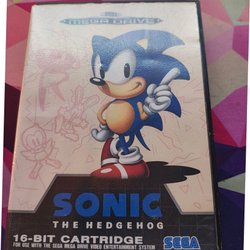 MEGA DRIVE
SONIC
THE HEDGEHOG
16-BIT CARTRIDGE
FOR USE WITH THE SEGA MEGA DRIVE VIDEO ENTERTAINMENT SYSTEM
SEGA